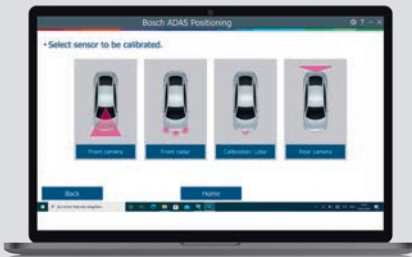 Bosch ADAS Positioning
• Select sensor to be calibrated.
Front camera
Front radar
Calibration: Lidar
Rear camera
Back
Home